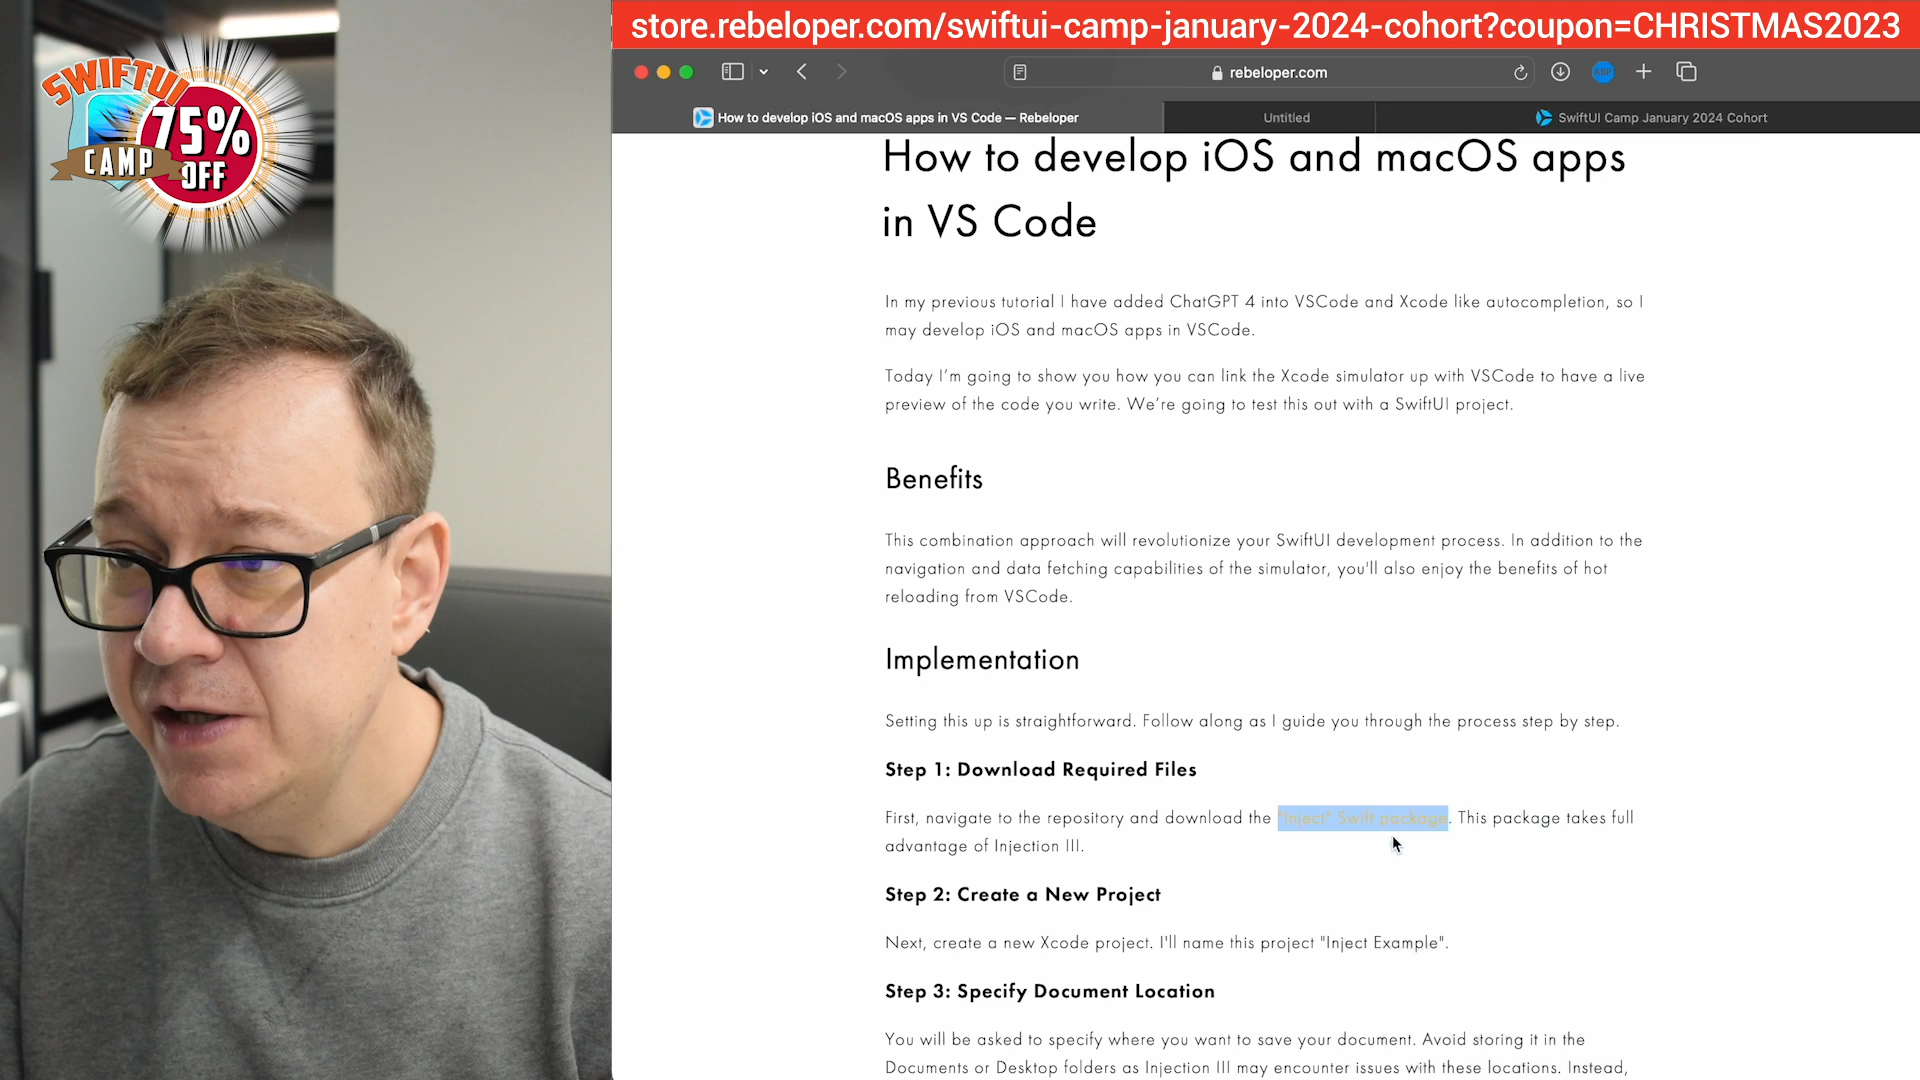 store.rebeloper.com/swiftui-camp-january-2024-cohort?coupon=CHRISTMAS2023
SWIFTUI
CAMP
75%
OFF
rebeloper.com
ABP
How to develop iOS and macOS apps in VS Code — Rebeloper
Untitled
SwiftUI Camp January 2024 Cohort
How to develop iOS and macOS apps
in VS Code
In my previous tutorial I have added ChatGPT 4 into VSCode and Xcode like autocompletion, so I
may develop iOS and macOS apps in VSCode.
Today I’m going to show you how you can link the Xcode simulator up with VSCode to have a live
preview of the code you write. We’re going to test this out with a SwiftUI project.
Benefits
This combination approach will revolutionize your SwiftUI development process. In addition to the
navigation and data fetching capabilities of the simulator, you'll also enjoy the benefits of hot
reloading from VSCode.
Implementation
Setting this up is straightforward. Follow along as I guide you through the process step by step.
Step 1: Download Required Files
First, navigate to the repository and download the "Inject" Swift package. This package takes full
advantage of Injection III.
Step 2: Create a New Project
Next, create a new Xcode project. I'll name this project "Inject Example".
Step 3: Specify Document Location
You will be asked to specify where you want to save your document. Avoid storing it in the
Documents or Desktop folders as Injection III may encounter issues with these locations. Instead,